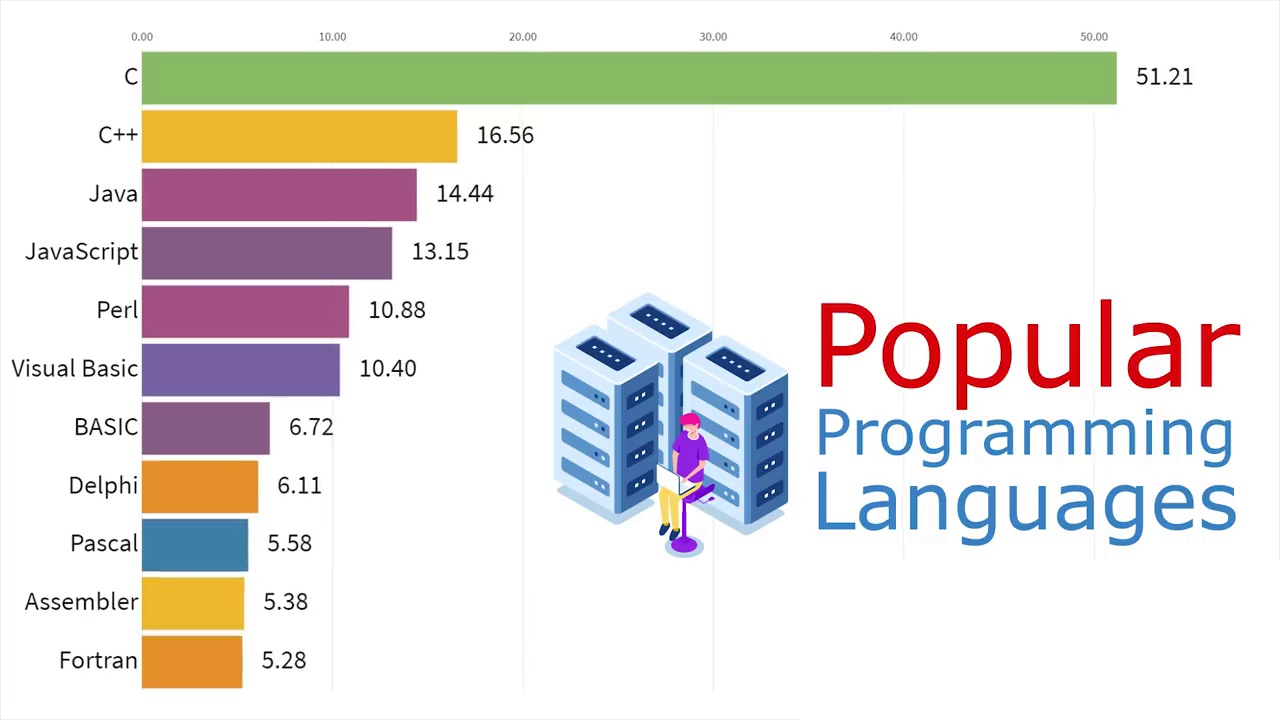 0.00 10.00 20.00 30.00 40.00 50.00
C 51.21
C++ 16.56
Java 14.44
JavaScript 13.15
Perl 10.88
Visual Basic 10.40
BASIC 6.72
Delphi 6.11
Pascal 5.58
Assembler 5.38
Fortran 5.28
Popular
Programming
Languages